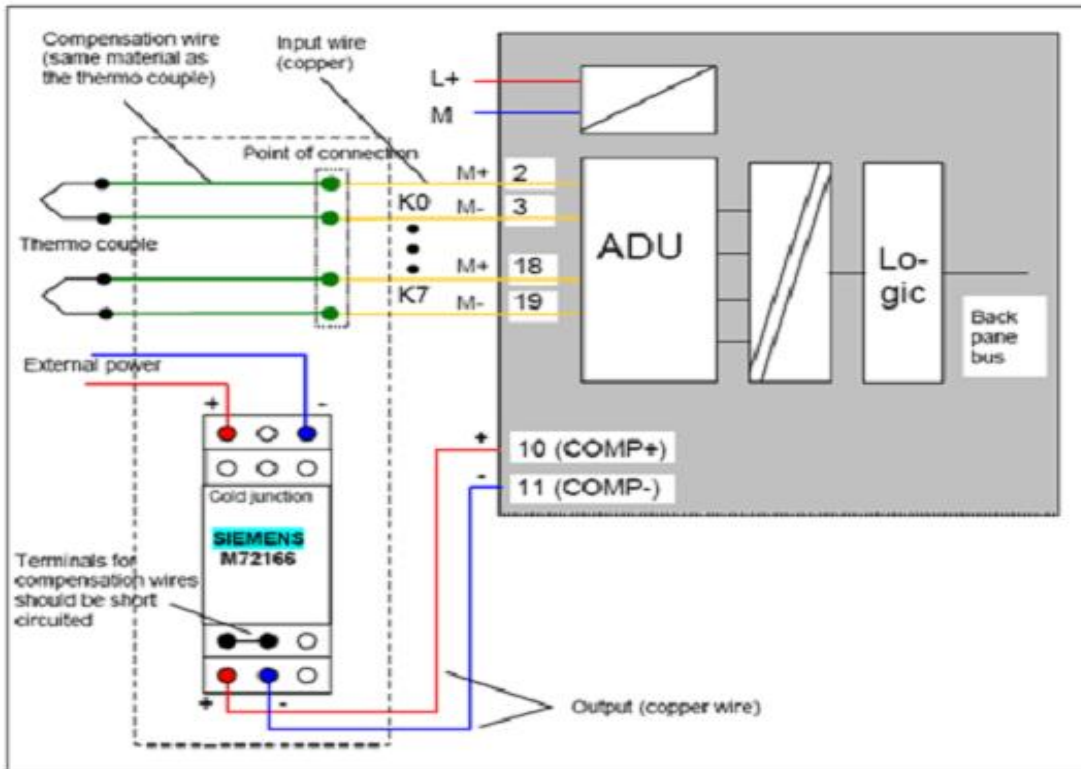 Compensation wire
(same material as
the thermo couple)
Input wire
(copper)
L+
M
Point of connection
M+ 2
K0
M- 3
Thermo couple
M+ 18
K7
M- 19
ADU
Lo-
gic
Back
pane
bus
External power
+ -
+ 10 (COMP+)
- 11 (COMP-)
Cold junction
SIEMENS
M72166
Terminals for
compensation wires
should be short
circuited
+ -
Output (copper wire)